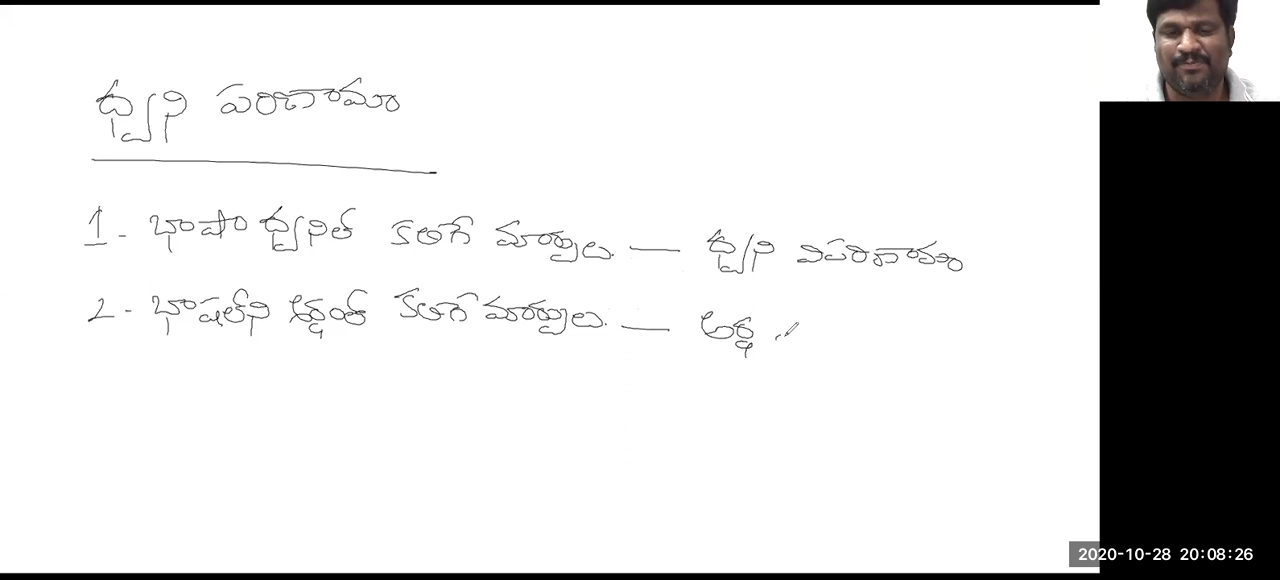 ధ్వని పరిణామం
1 - భాషా ధ్వనిలో కలిగే మార్పులు — ధ్వని విపరిణామం
2 - భాషలోని అర్థంలో కలిగే మార్పులు — అర్థ
2020-10-28 20:08:26